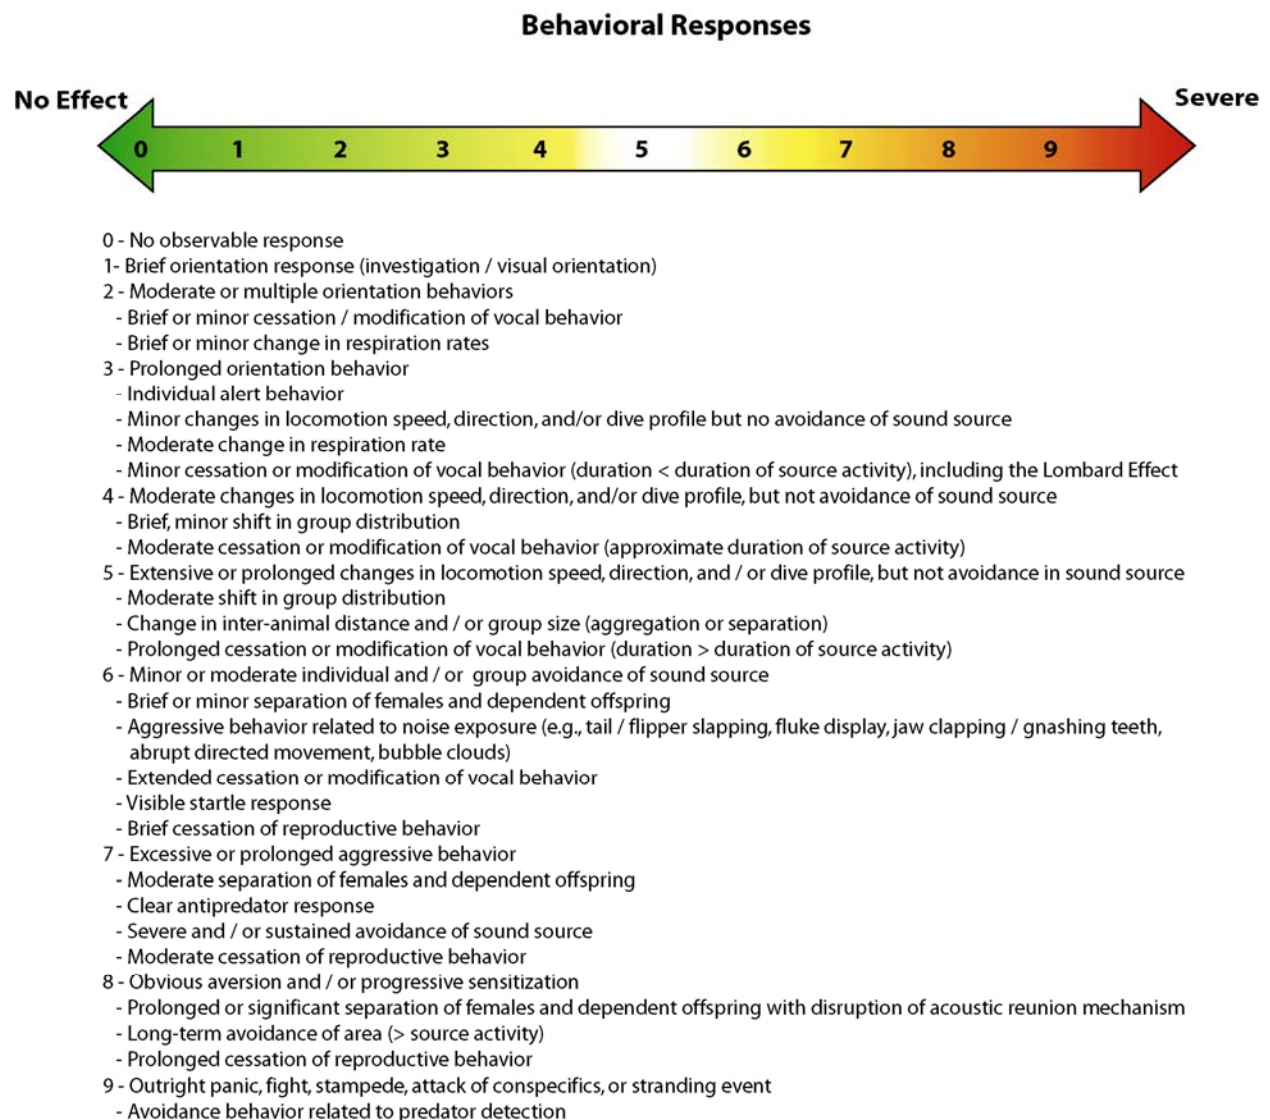 Behavioral Responses
No Effect
Severe
0 1 2 3 4 5 6 7 8 9
0 - No observable response
1- Brief orientation response (investigation / visual orientation)
2 - Moderate or multiple orientation behaviors
- Brief or minor cessation / modification of vocal behavior
- Brief or minor change in respiration rates
3 - Prolonged orientation behavior
- Individual alert behavior
- Minor changes in locomotion speed, direction, and/or dive profile but no avoidance of sound source
- Moderate change in respiration rate
- Minor cessation or modification of vocal behavior (duration < duration of source activity), including the Lombard Effect
4 - Moderate changes in locomotion speed, direction, and/or dive profile, but not avoidance of sound source
- Brief, minor shift in group distribution
- Moderate cessation or modification of vocal behavior (approximate duration of source activity)
5 - Extensive or prolonged changes in locomotion speed, direction, and / or dive profile, but not avoidance in sound source
- Moderate shift in group distribution
- Change in inter-animal distance and / or group size (aggregation or separation)
- Prolonged cessation or modification of vocal behavior (duration > duration of source activity)
6 - Minor or moderate individual and / or group avoidance of sound source
- Brief or minor separation of females and dependent offspring
- Aggressive behavior related to noise exposure (e.g., tail / flipper slapping, fluke display, jaw clapping / gnashing teeth,
abrupt directed movement, bubble clouds)
- Extended cessation or modification of vocal behavior
- Visible startle response
- Brief cessation of reproductive behavior
7 - Excessive or prolonged aggressive behavior
- Moderate separation of females and dependent offspring
- Clear antipredator response
- Severe and / or sustained avoidance of sound source
- Moderate cessation of reproductive behavior
8 - Obvious aversion and / or progressive sensitization
- Prolonged or significant separation of females and dependent offspring with disruption of acoustic reunion mechanism
- Long-term avoidance of area (> source activity)
- Prolonged cessation of reproductive behavior
9 - Outright panic, fight, stampede, attack of conspecifics, or stranding event
- Avoidance behavior related to predator detection